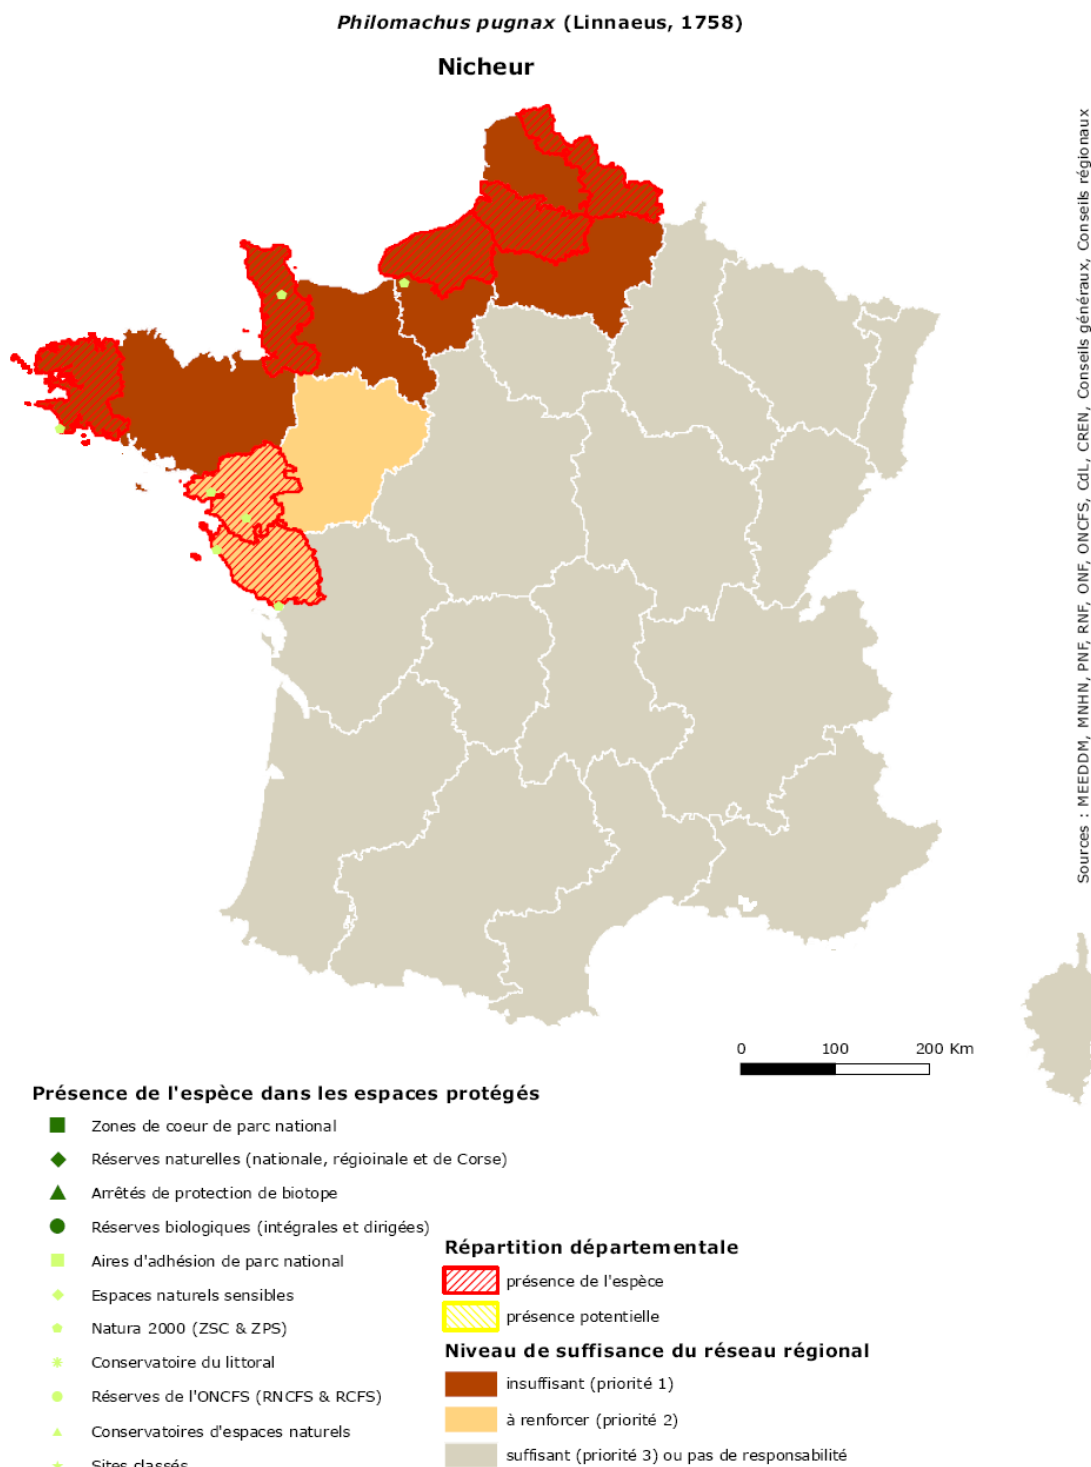 Philomachus pugnax (Linnaeus, 1758)
Nicheur
Sources : MEEDDM, MNHN, PNF, RNF, ONF, ONCFS, CdL, CREN, Conseils généraux, Conseils régionaux
0 100 200 Km
Présence de l'espèce dans les espaces protégés
Zones de coeur de parc national
Réserves naturelles (nationale, régioinale et de Corse)
Arrêtés de protection de biotope
Réserves biologiques (intégrales et dirigées)
Aires d'adhésion de parc national
Espaces naturels sensibles
Natura 2000 (ZSC & ZPS)
Conservatoire du littoral
Réserves de l'ONCFS (RNCFS & RCFS)
Conservatoires d'espaces naturels
Sites classés
Répartition départementale
présence de l'espèce
présence potentielle
Niveau de suffisance du réseau régional
insuffisant (priorité 1)
à renforcer (priorité 2)
suffisant (priorité 3) ou pas de responsabilité